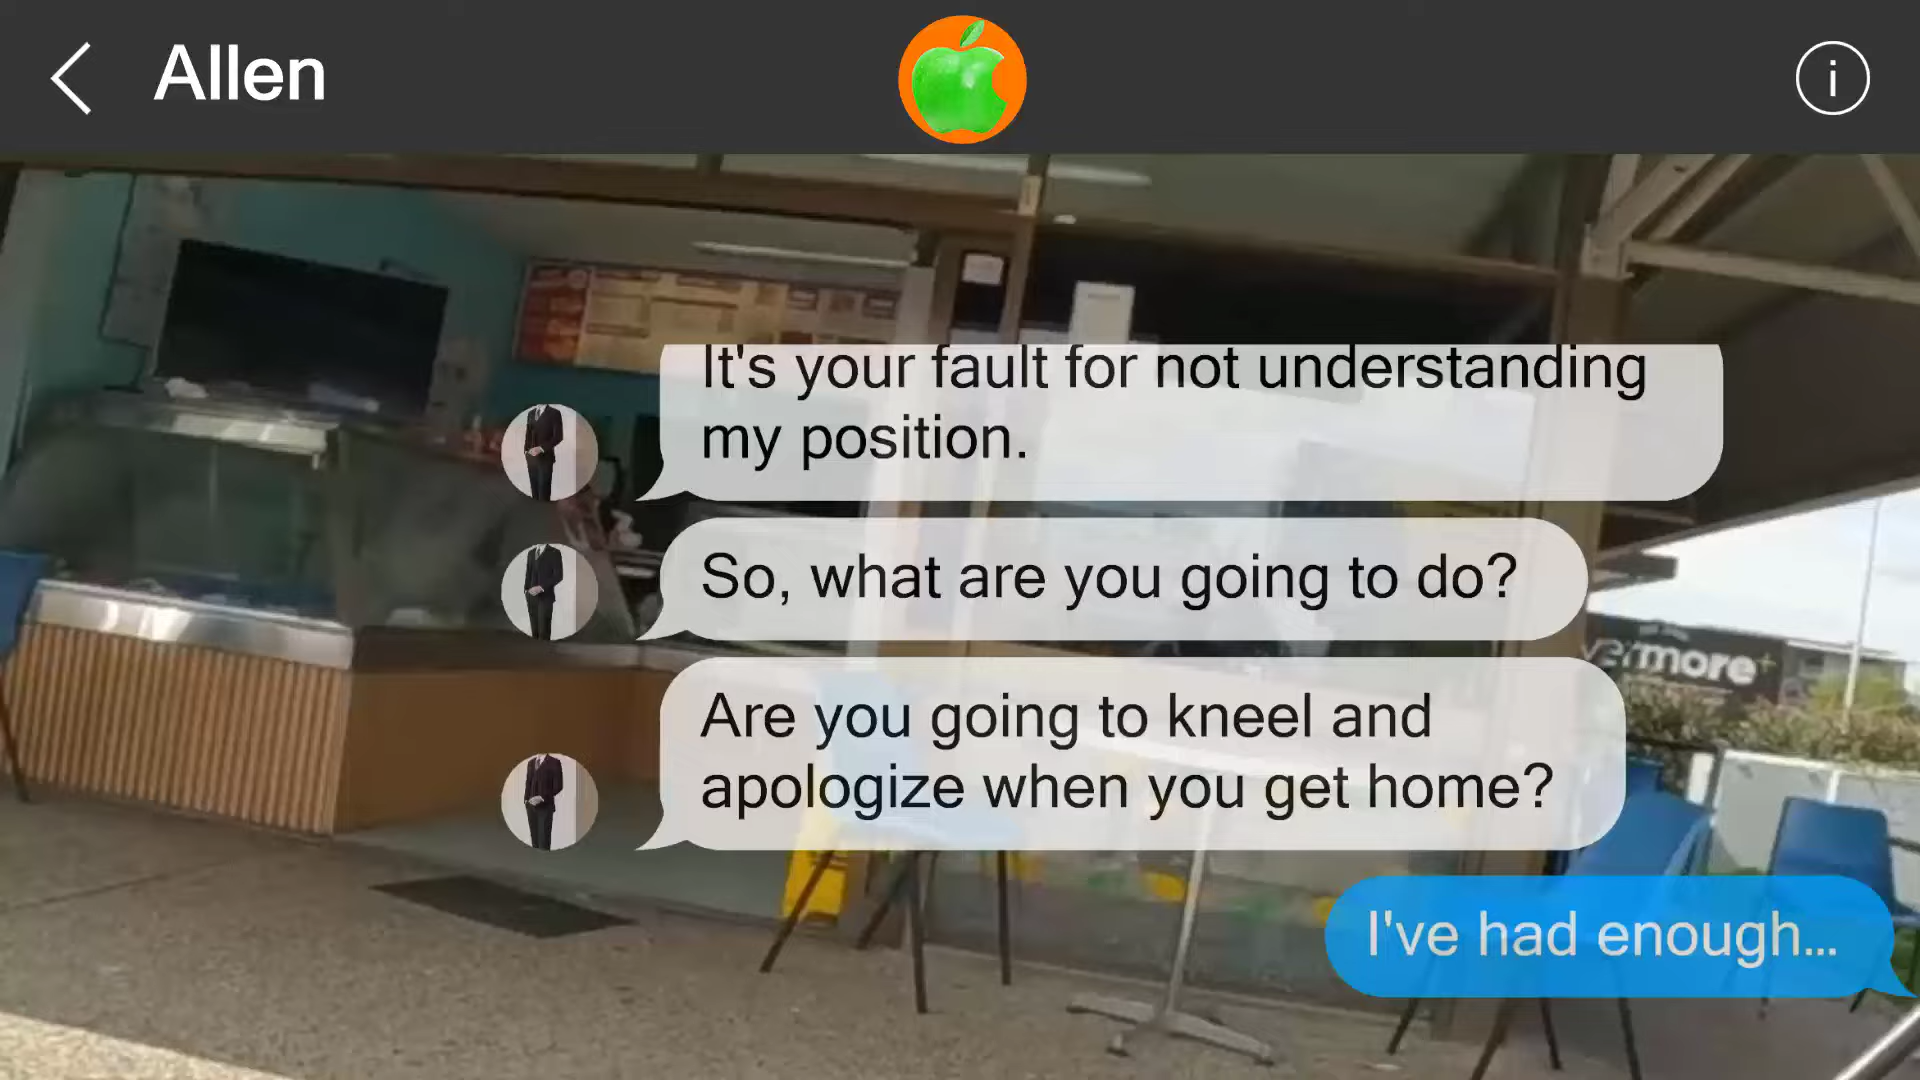 Allen
It's your fault for not understanding
my position.
So, what are you going to do?
Are you going to kneel and
apologize when you get home?
I've had enough...
vermore+